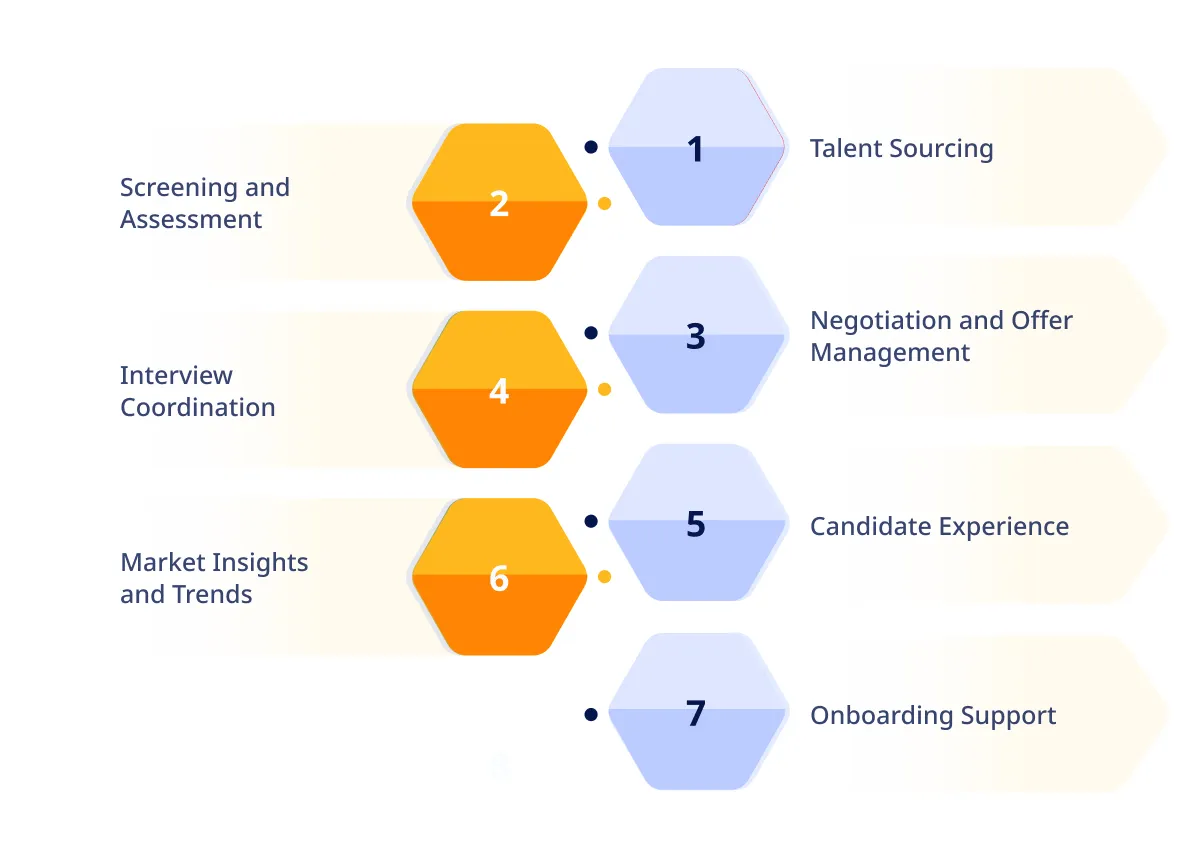 1
Talent Sourcing
2
Screening and
Assessment
3
Negotiation and Offer
Management
4
Interview
Coordination
5
Candidate Experience
6
Market Insights
and Trends
7
Onboarding Support